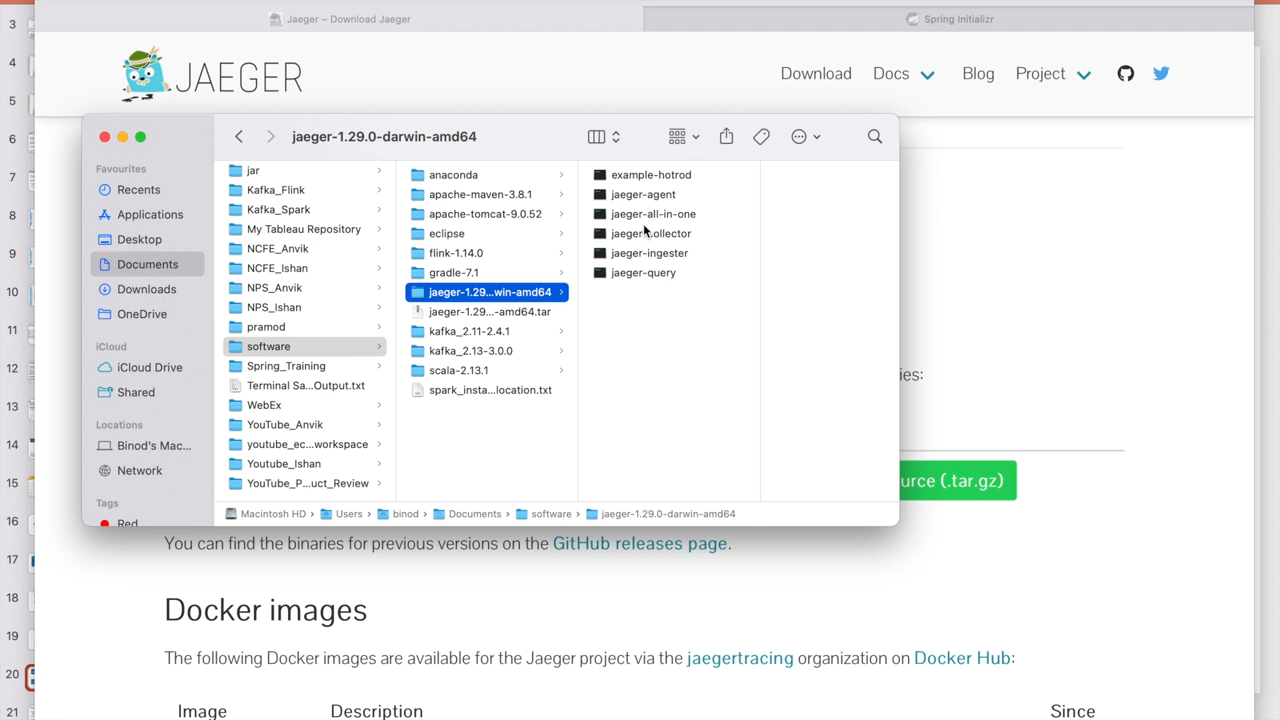 3
4
5
6
7
8
9
10
11
12
13
14
15
16
17
18
19
20
21
Jaeger – Download Jaeger
Spring Initializr
JAEGER
Download
Docs
Blog
Project
jaeger-1.29.0-darwin-amd64
Favourites
Recents
Applications
Desktop
Documents
Downloads
OneDrive
iCloud
iCloud Drive
Shared
Locations
Binod's Mac...
Network
Tags
Red
jar
Kafka_Flink
Kafka_Spark
My Tableau Repository
NCFE_Anvik
NCFE_Ishan
NPS_Anvik
NPS_Ishan
pramod
software
Spring_Training
Terminal Sa...Output.txt
WebEx
YouTube_Anvik
youtube_ec...workspace
Youtube_Ishan
YouTube_P...uct_Review
anaconda
apache-maven-3.8.1
apache-tomcat-9.0.52
eclipse
flink-1.14.0
gradle-7.1
jaeger-1.29...win-amd64
jaeger-1.29...-amd64.tar
kafka_2.11-2.4.1
kafka_2.13-3.0.0
scala-2.13.1
spark_insta...location.txt
example-hotrod
jaeger-agent
jaeger-all-in-one
jaeger-collector
jaeger-ingester
jaeger-query
Macintosh HD
Users
binod
Documents
software
jaeger-1.29.0-darwin-amd64
ies:
urce (.tar.gz)
You can find the binaries for previous versions on the GitHub releases page.
Docker images
The following Docker images are available for the Jaeger project via the jaegertracing organization on Docker Hub:
Image Description Since